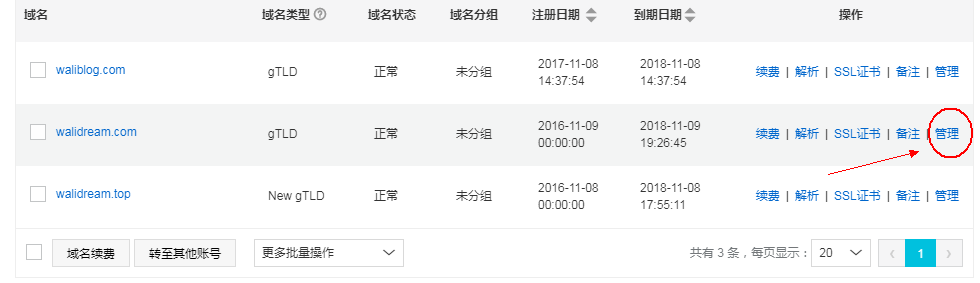 域名 域名类型 ? 域名状态 域名分组 注册日期 到期日期 操作
waliblog.com gTLD 正常 未分组 2017-11-08 14:37:54 2018-11-08 14:37:54 续费 | 解析 | SSL证书 | 备注 | 管理
walidream.com gTLD 正常 未分组 2016-11-09 00:00:00 2018-11-09 19:26:45 续费 | 解析 | SSL证书 | 备注 | 管理
walidream.top New gTLD 正常 未分组 2016-11-08 00:00:00 2018-11-08 17:55:11 续费 | 解析 | SSL证书 | 备注 | 管理
域名续费 转至其他账号 更多批量操作 共有 3 条，每页显示： 20 ‹ 1 ›